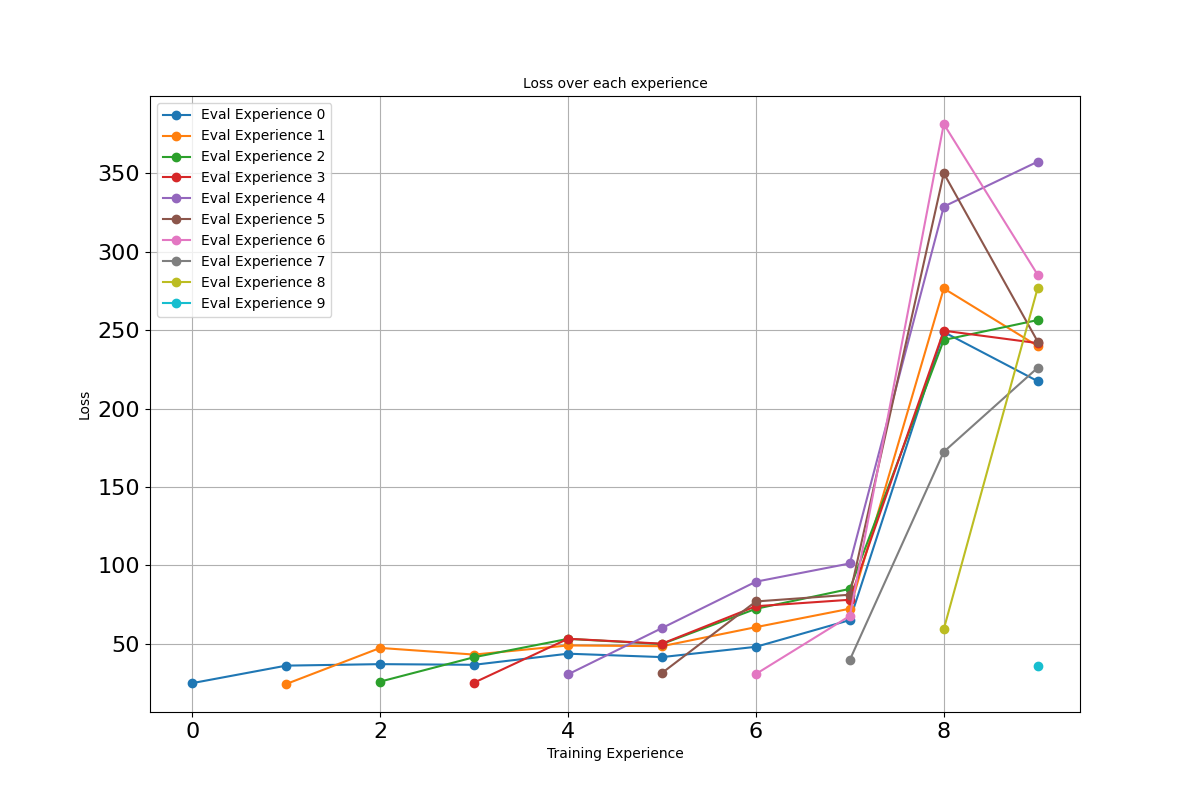 Loss over each experience
Eval Experience 0
Eval Experience 1
Eval Experience 2
Eval Experience 3
Eval Experience 4
Eval Experience 5
Eval Experience 6
Eval Experience 7
Eval Experience 8
Eval Experience 9
350
300
250
200
150
100
50
Loss
0 2 4 6 8
Training Experience